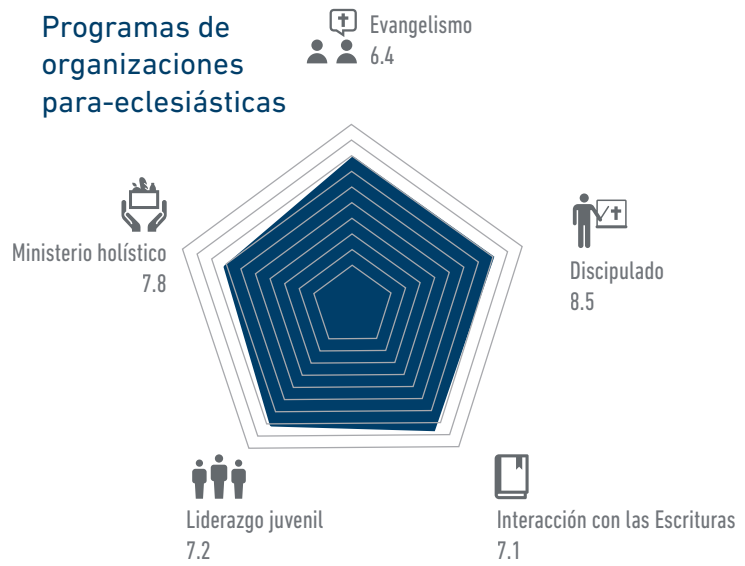 Programas de
organizaciones
para-eclesiásticas
Evangelismo
6.4
Ministerio holístico
7.8
Discipulado
8.5
Liderazgo juvenil
7.2
Interacción con las Escrituras
7.1